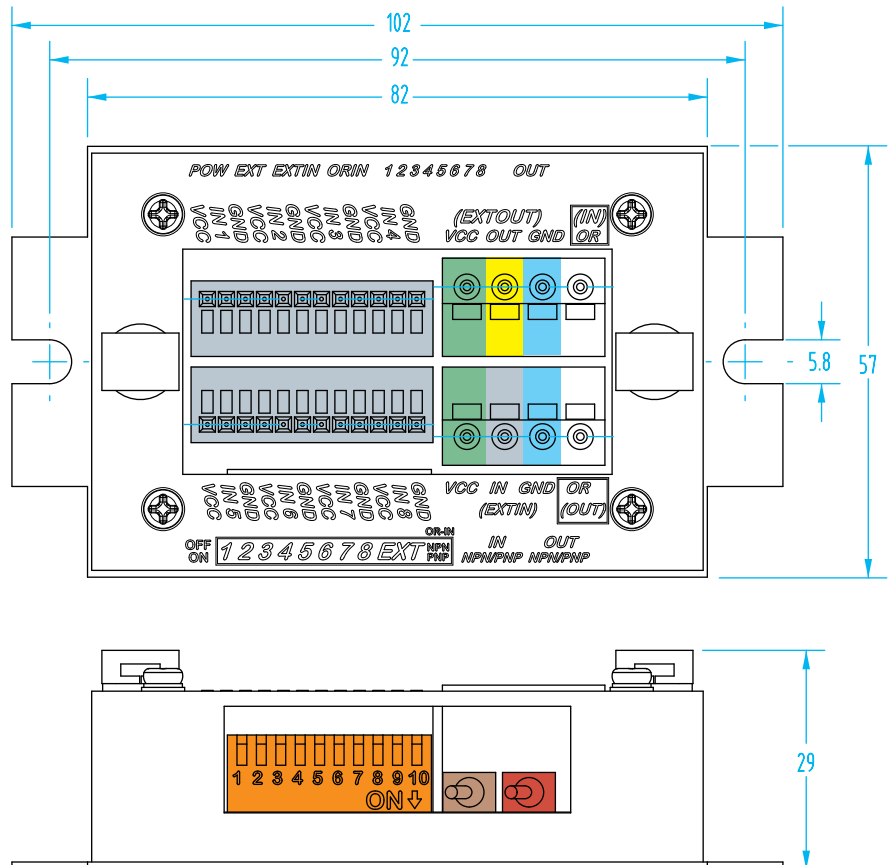 102
92
82
POW EXT EXTIN ORIN 1 2 3 4 5 6 7 8 OUT
VCC IN 1 GND VCC IN 2 GND VCC IN 3 GND VCC IN 4 GND
(EXTOUT) (IN)
VCC OUT GND OR
5.8
57
VCC IN 5 GND VCC IN 6 GND VCC IN 7 GND VCC IN 8 GND
VCC IN GND OR
(EXTIN) (OUT)
OR-IN
OFF 1 2 3 4 5 6 7 8 EXT NPN IN OUT
ON PNP NPN/PNP NPN/PNP
29
1 2 3 4 5 6 7 8 9 10
ON